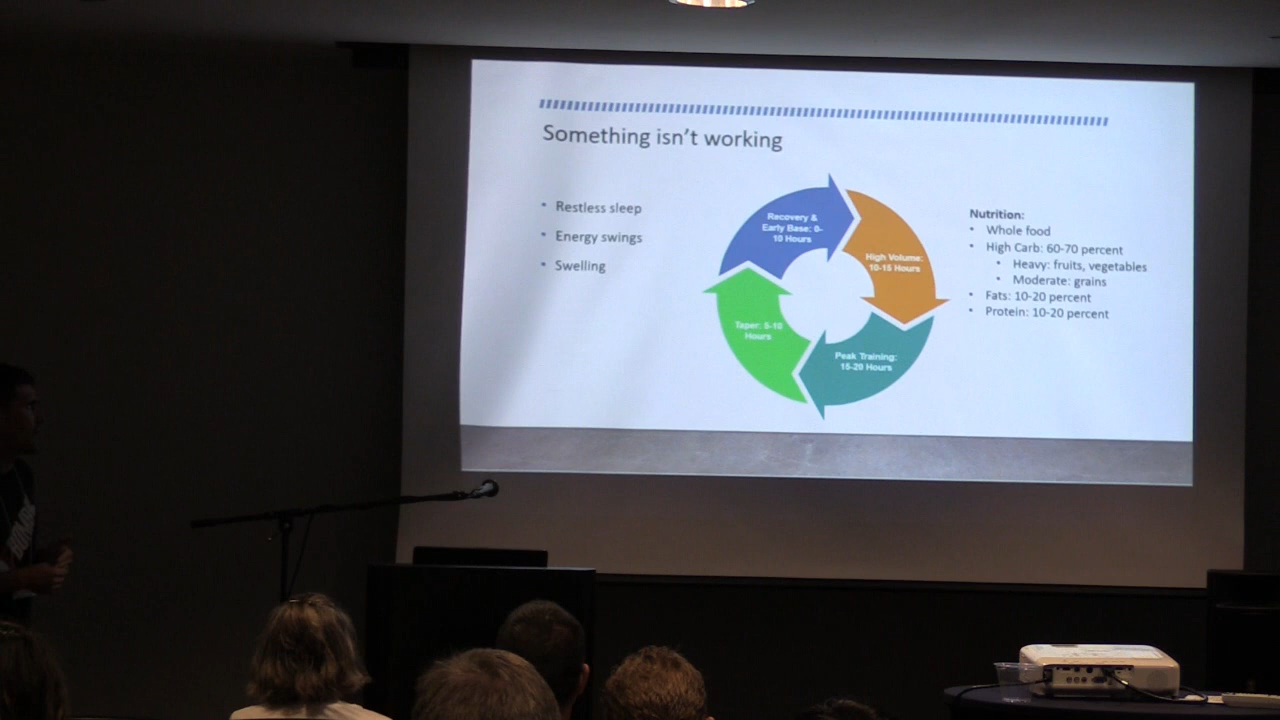 Something isn't working
• Restless sleep
• Energy swings
• Swelling
Recovery &
Early Base: 0-
10 Hours
High Volume:
10-15 Hours
Peak Training:
15-20 Hours
Taper: 5-10
Hours
Nutrition:
• Whole food
• High Carb: 60-70 percent
• Heavy: fruits, vegetables
• Moderate: grains
• Fats: 10-20 percent
• Protein: 10-20 percent